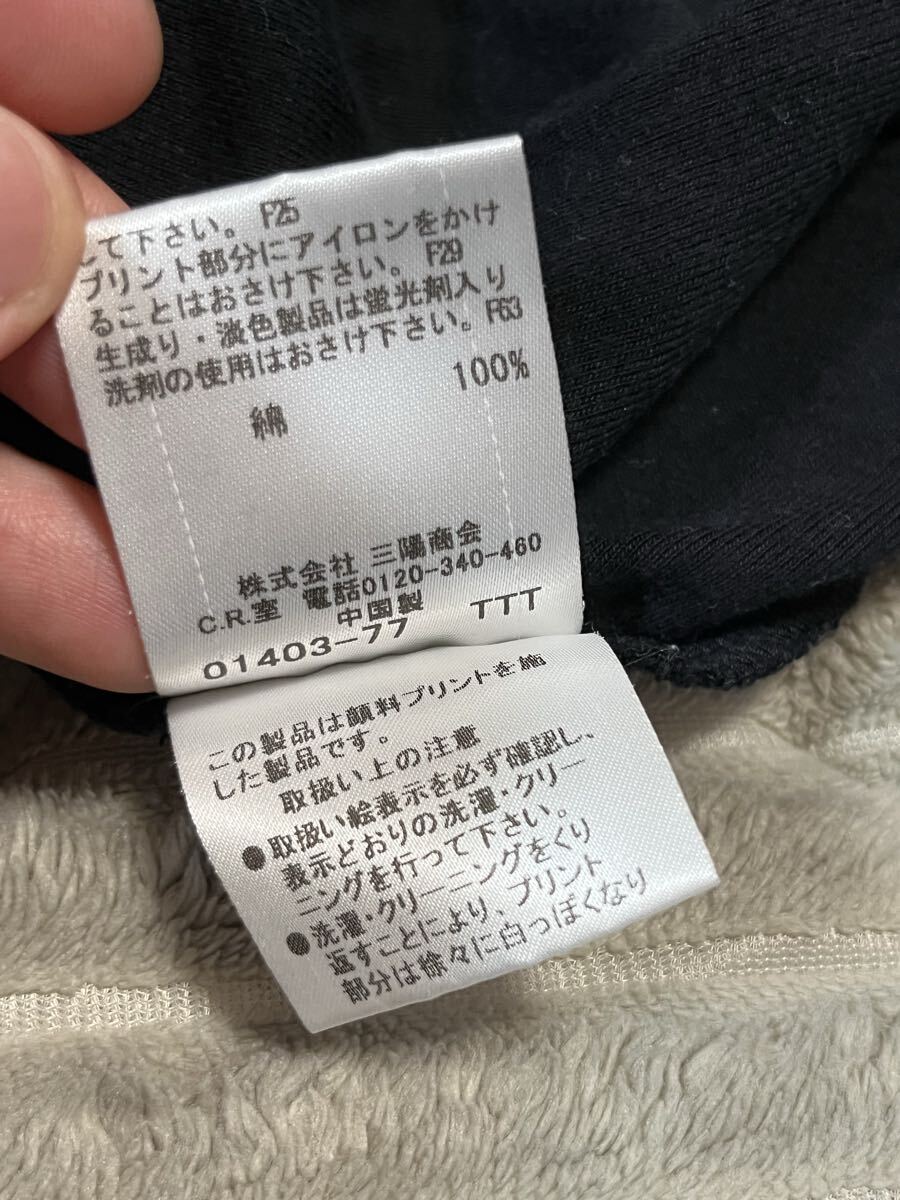 して下さい。 F25
プリント部分にアイロンをかけ
ることはおさけ下さい。 F29
生成り・淡色製品は蛍光剤入り
洗剤の使用はおさけ下さい。F63
綿 100%
株式会社 三陽商会
C.R.室 電話0120-340-460
中国製
01403-77 TTT
この製品は顔料プリントを施
した製品です。
取扱い上の注意
●取扱い絵表示を必ず確認し、
表示どおりの洗濯・クリー
ニングを行って下さい。
●洗濯・クリーニングをくり
返すことにより、プリント
部分は徐々に白っぽくなり